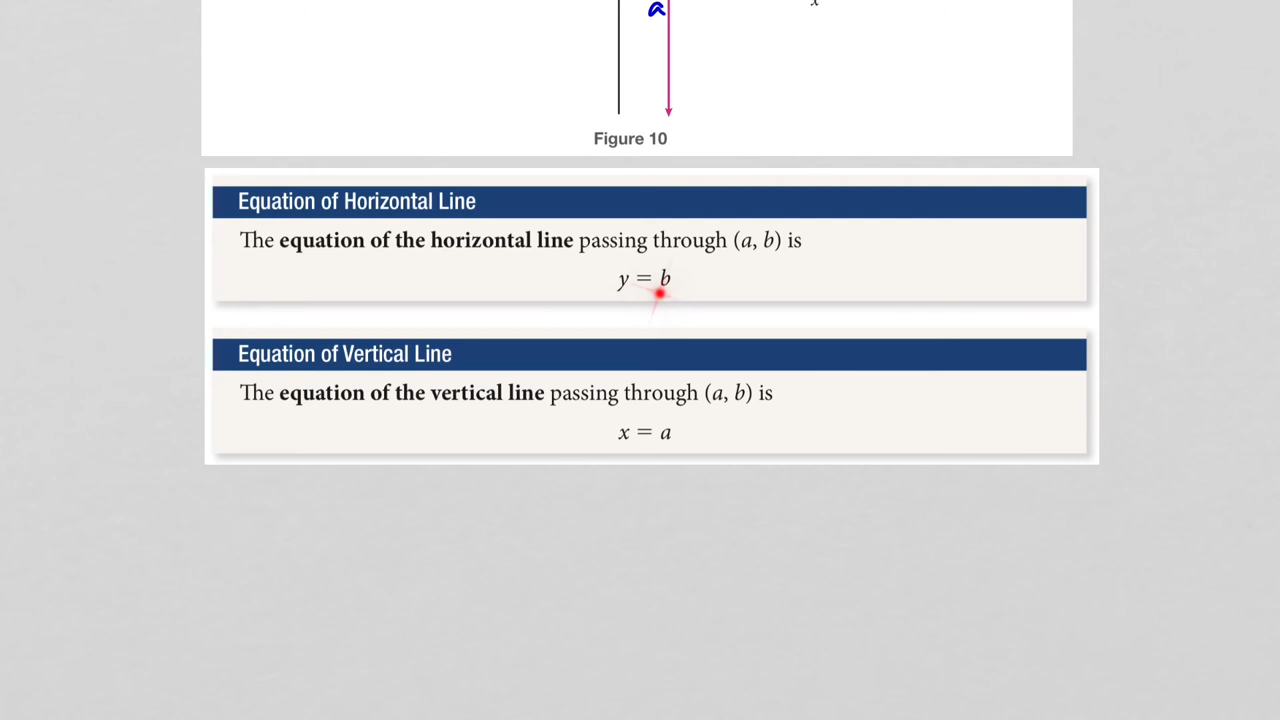 a
x
Figure 10
Equation of Horizontal Line
The equation of the horizontal line passing through (a, b) is
y = b
Equation of Vertical Line
The equation of the vertical line passing through (a, b) is
x = a